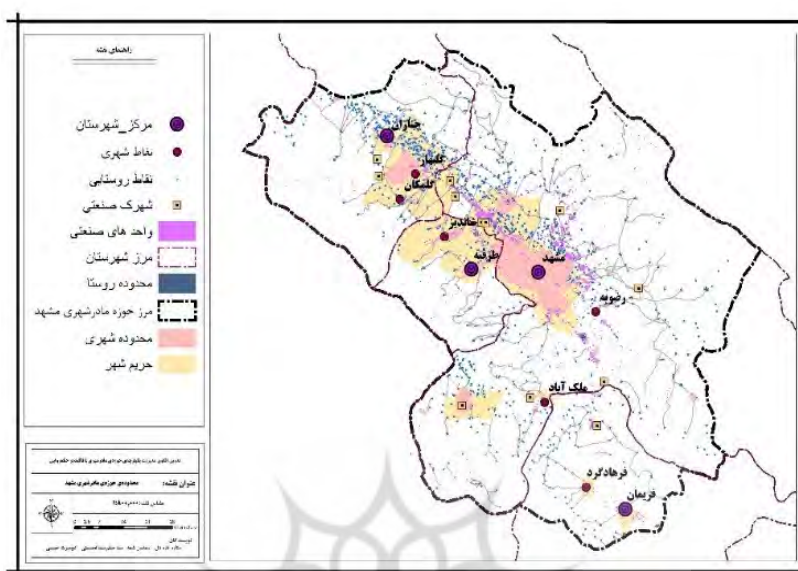 راهنمای نقشه
مرکز_شهرستان
نقاط شهری
نقاط روستایی
شهرک صنعتی
واحد های صنعتی
مرز شهرستان
محدوده روستا
مرز حوزه مادرشهری مشهد
محدوده شهری
حریم شهر
چناران
گلبهار
گلمکان
شاندیز
طرقبه
مشهد
رضویه
ملک آباد
فرهادگرد
فریمان
عنوان نقشه: محدوده‌ی حوزه‌ی مادرشهری مشهد